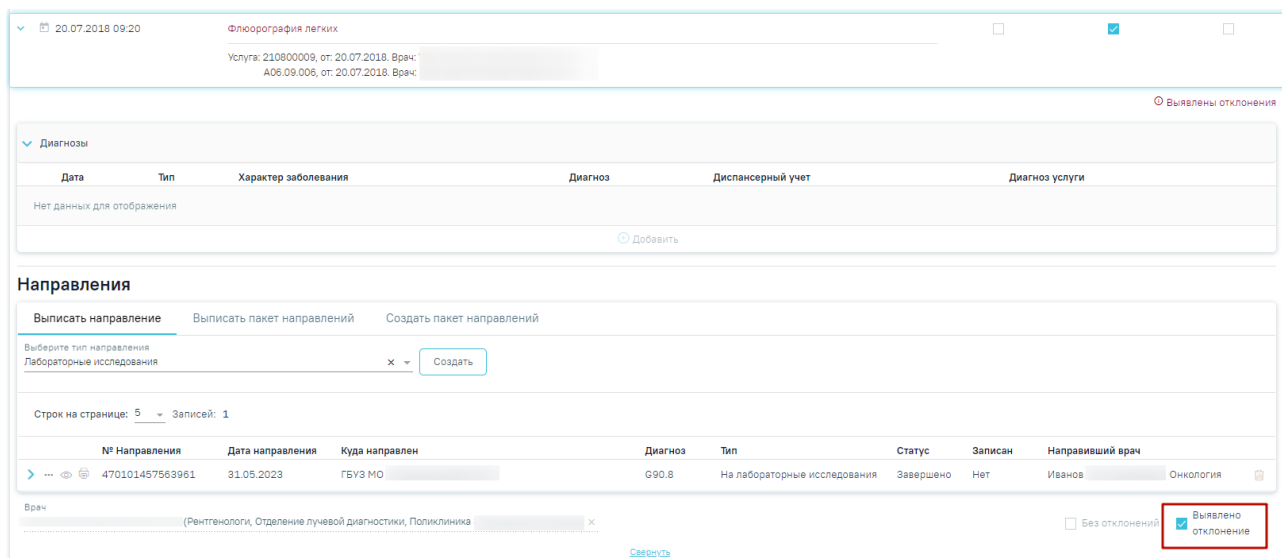 20.07.2018 09:20 Флюорография легких
Услуга: 210800009, от: 20.07.2018. Врач:
A06.09.006, от: 20.07.2018. Врач:
Выявлены отклонения
Диагнозы
Дата Тип Характер заболевания Диагноз Диспансерный учет Диагноз услуги
Нет данных для отображения
Добавить
Направления
Выписать направление Выписать пакет направлений Создать пакет направлений
Выберите тип направления
Лабораторные исследования Создать
Строк на странице: 5 Записей: 1
№ Направления Дата направления Куда направлен Диагноз Тип Статус Записан Направивший врач
470101457563961 31.05.2023 ГБУЗ МО G90.8 На лабораторные исследования Завершено Нет Иванов Онкология
Врач
(Рентгенологи, Отделение лучевой диагностики, Поликлиника
Без отклонений
Выявлено
отклонение
Свернуть